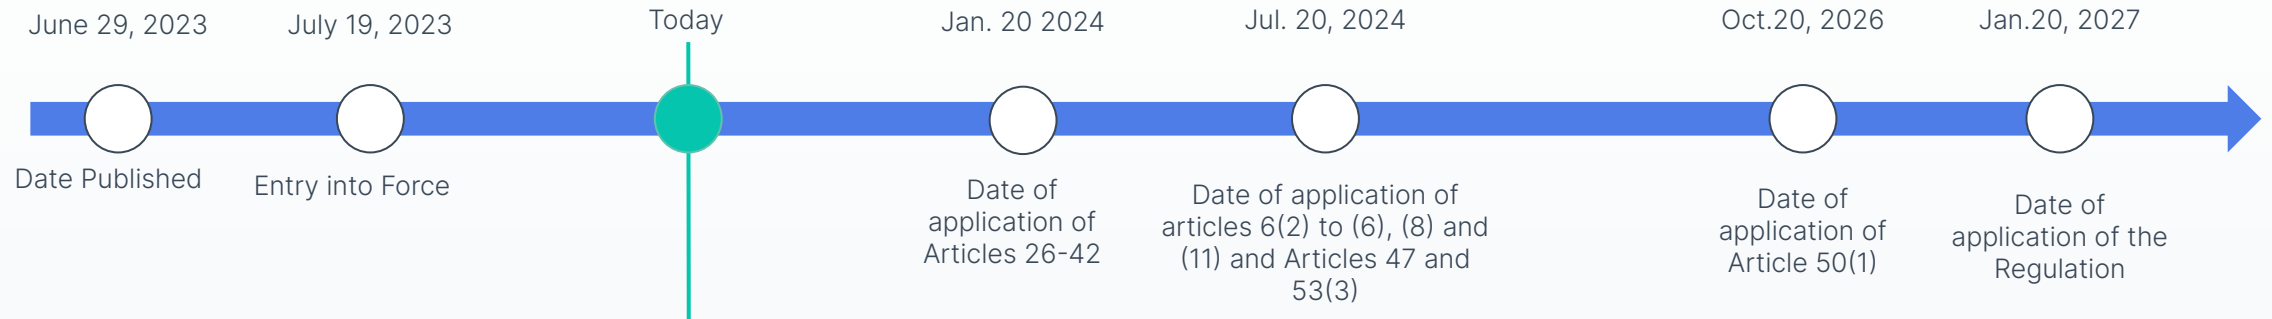 June 29, 2023
July 19, 2023
Today
Jan. 20 2024
Jul. 20, 2024
Oct.20, 2026
Jan.20, 2027
Date Published
Entry into Force
Date of
application of
Articles 26-42
Date of application of
articles 6(2) to (6), (8) and
(11) and Articles 47 and
53(3)
Date of
application of
Article 50(1)
Date of
application of the
Regulation